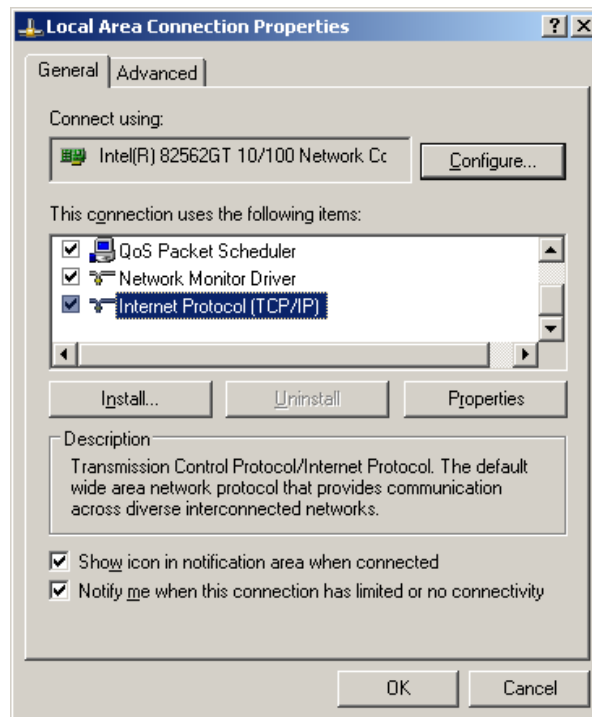 Local Area Connection Properties
General
Advanced
Connect using:
Intel(R) 82562GT 10/100 Network Cc
Configure...
This connection uses the following items:
QoS Packet Scheduler
Network Monitor Driver
Internet Protocol (TCP/IP)
Install...
Uninstall
Properties
Description
Transmission Control Protocol/Internet Protocol. The default
wide area network protocol that provides communication
across diverse interconnected networks.
Show icon in notification area when connected
Notify me when this connection has limited or no connectivity
OK
Cancel